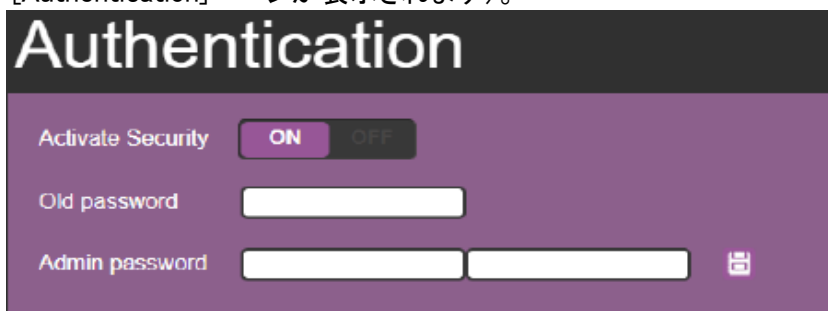 Authentication
Activate Security ON OFF
Old password
Admin password